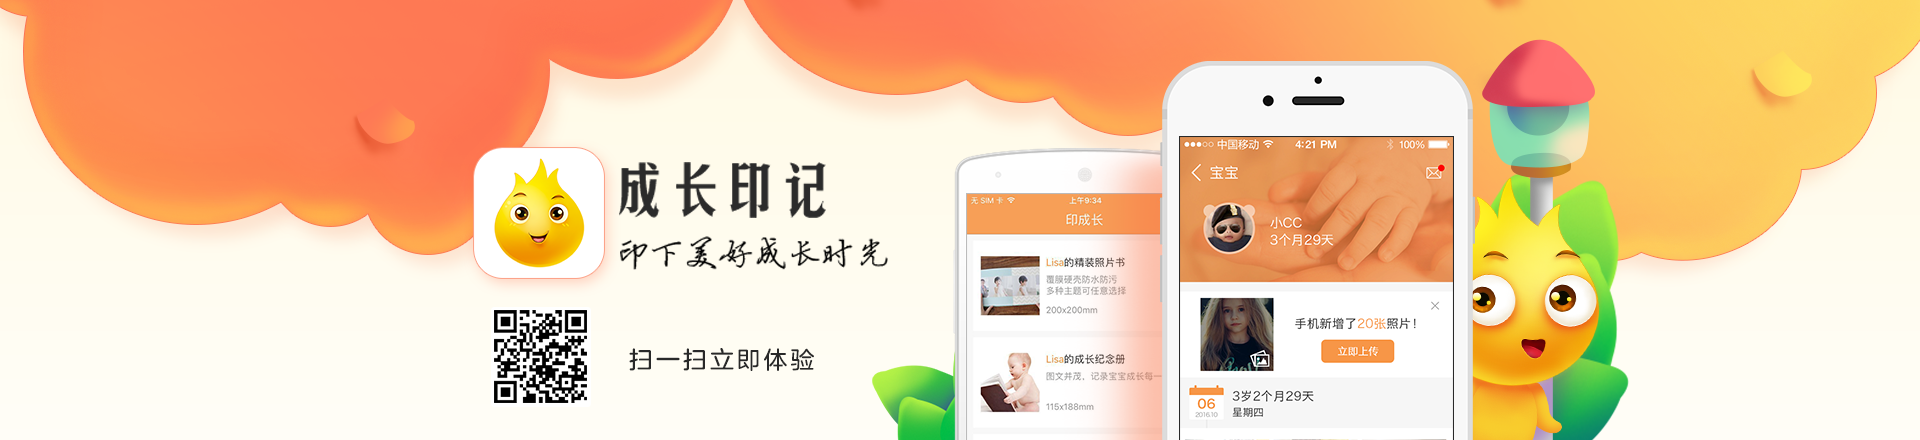 成长印记
印下美好成长时光
扫一扫立即体验
无 SIM 卡
上午9:34
印成长
Lisa的精装照片书
覆膜硬壳防水防污
多种主题可任意选择
200x200mm
Lisa的成长纪念册
图文并茂，记录宝宝成长每一
115x188mm
中国移动
4:21 PM
100%
宝宝
小CC
3个月29天
手机新增了20张照片！
立即上传
06
2016.10
3岁2个月29天
星期四